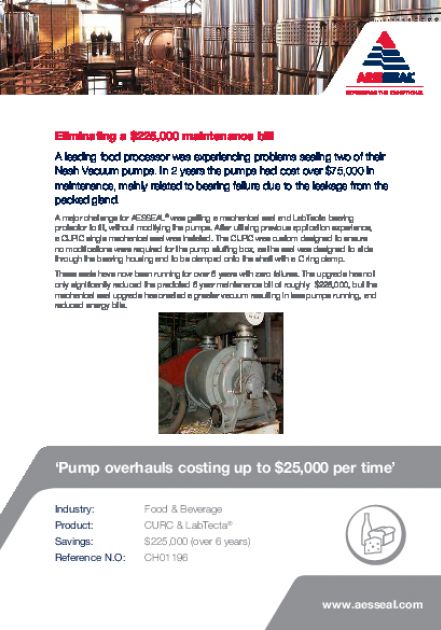 AESSEAL®
Eliminating a $225,000 maintenance bill
A leading food processor was experiencing problems sealing two of their
Nash Vacuum pumps. In 2 years the pumps had cost over $75,000 in
maintenance, mainly related to bearing failure due to the leakage from the
packed gland.
A major challenge for AESSEAL® was getting a mechanical seal and LabTecta bearing
protector to fit, without modifying the pumps. After utilising previous application experience,
a CURC single mechanical seal was installed. The CURC was custom designed to ensure
no modifications were required for the pump stuffing box, as the seal was designed to slide
through the bearing housing and to be clamped onto the shaft with a C ring clamp.
These seals have now been running for over 6 years with zero failures. The upgrade has not
only significantly reduced the predicted 6 year maintenance bill of roughly $225,000, but the
mechanical seal upgrade has created a greater vacuum resulting in less pumps running, and
reduced energy bills.
‘Pump overhauls costing up to $25,000 per time’
Industry: Food & Beverage
Product: CURC & LabTecta®
Savings: $225,000 (over 6 years)
Reference N.O: CH01196
www.aesseal.com